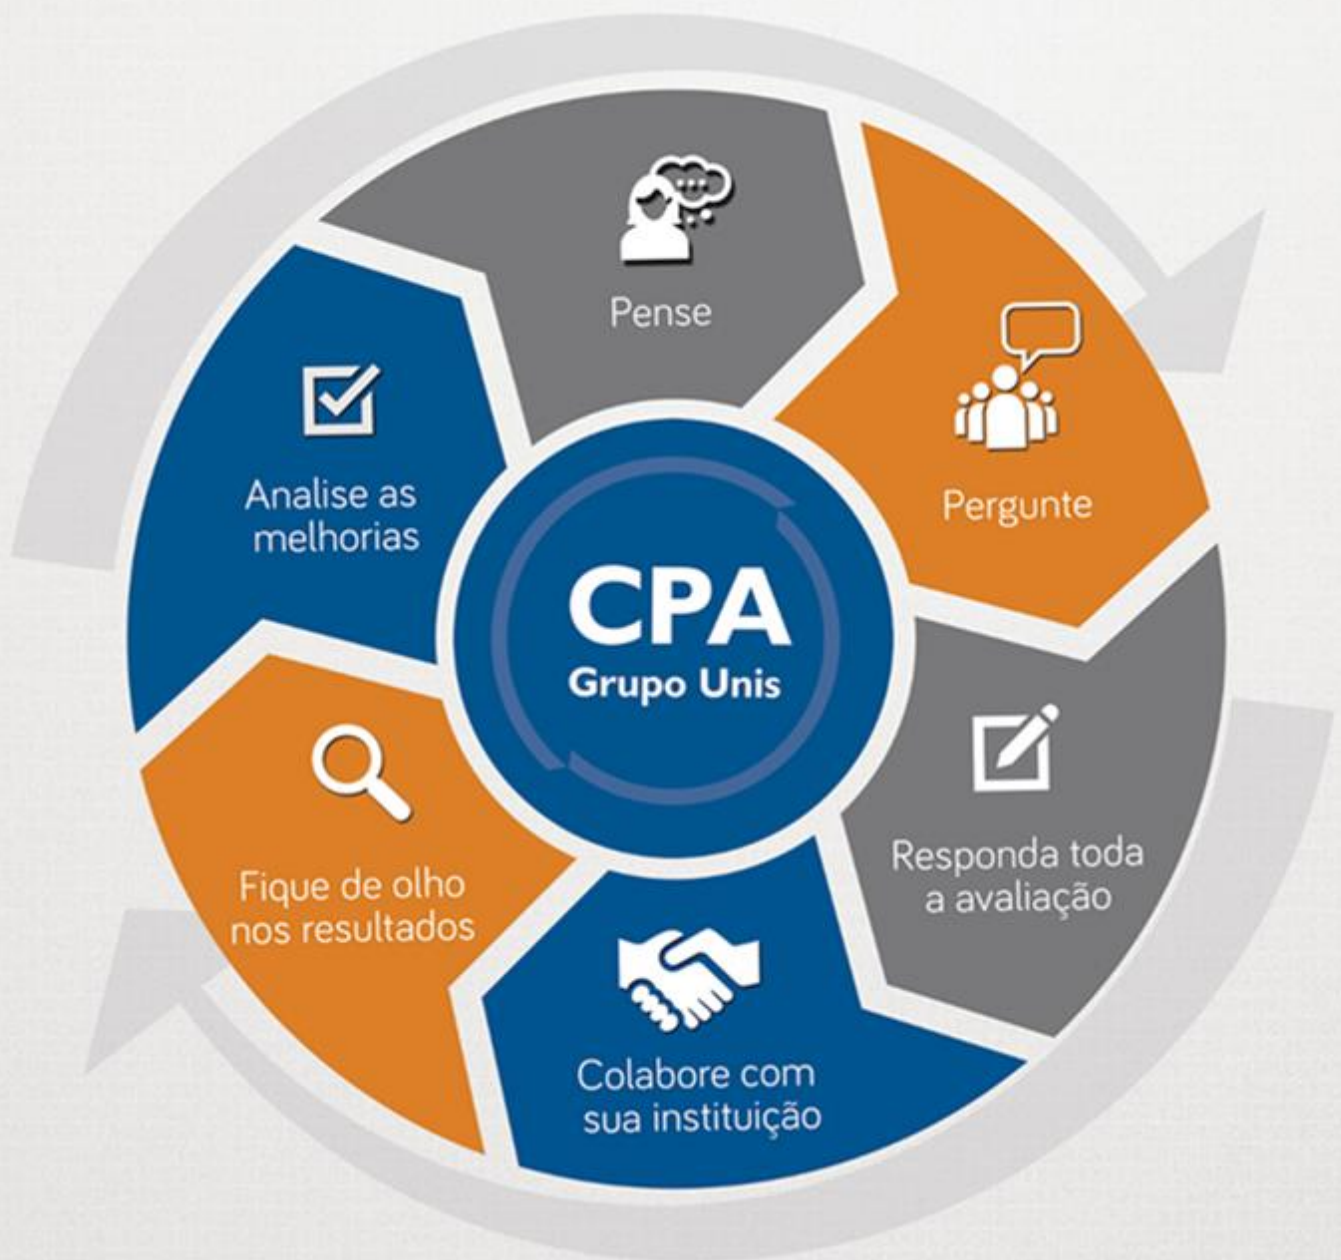 Pense
Pergunte
Responda toda
a avaliação
Colabore com
sua instituição
Fique de olho
nos resultados
Analise as
melhorias
CPA
Grupo Unis